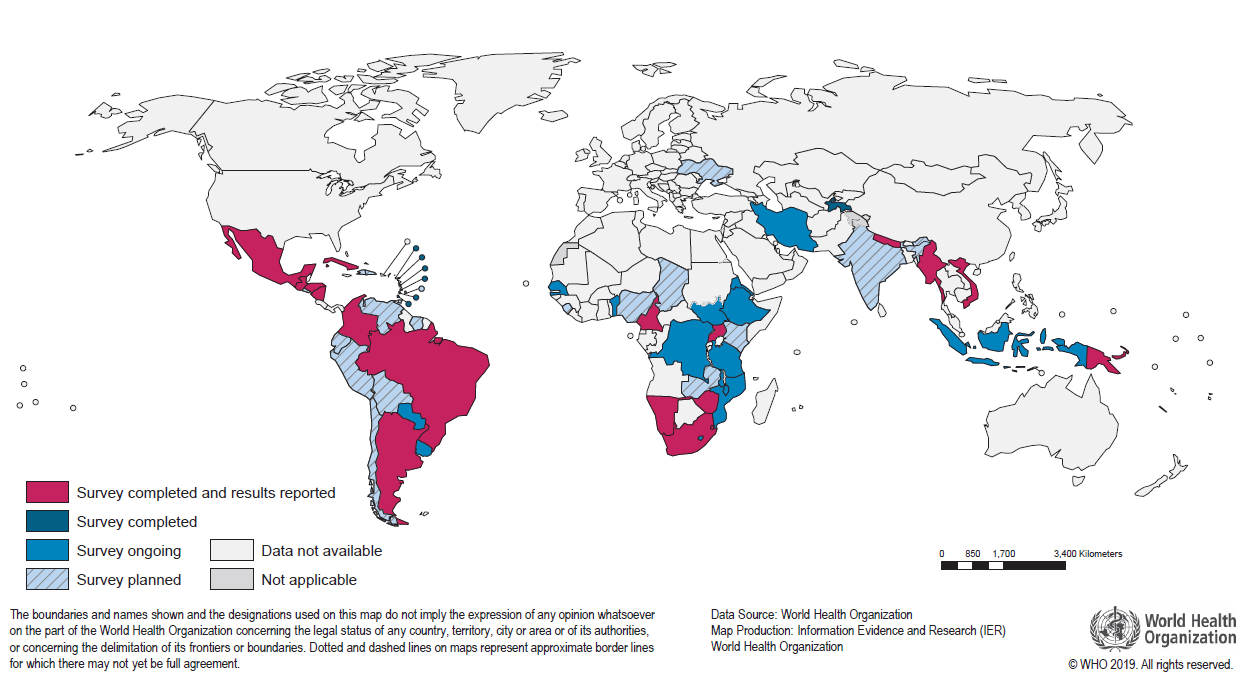 Survey completed and results reported
Survey completed
Survey ongoing
Data not available
Survey planned
Not applicable
0 850 1,700 3,400 Kilometers
The boundaries and names shown and the designations used on this map do not imply the expression of any opinion whatsoever
on the part of the World Health Organization concerning the legal status of any country, territory, city or area or of its authorities,
or concerning the delimitation of its frontiers or boundaries. Dotted and dashed lines on maps represent approximate border lines
for which there may not yet be full agreement.
Data Source: World Health Organization
Map Production: Information Evidence and Research (IER)
World Health Organization
World Health
Organization
© WHO 2019. All rights reserved.